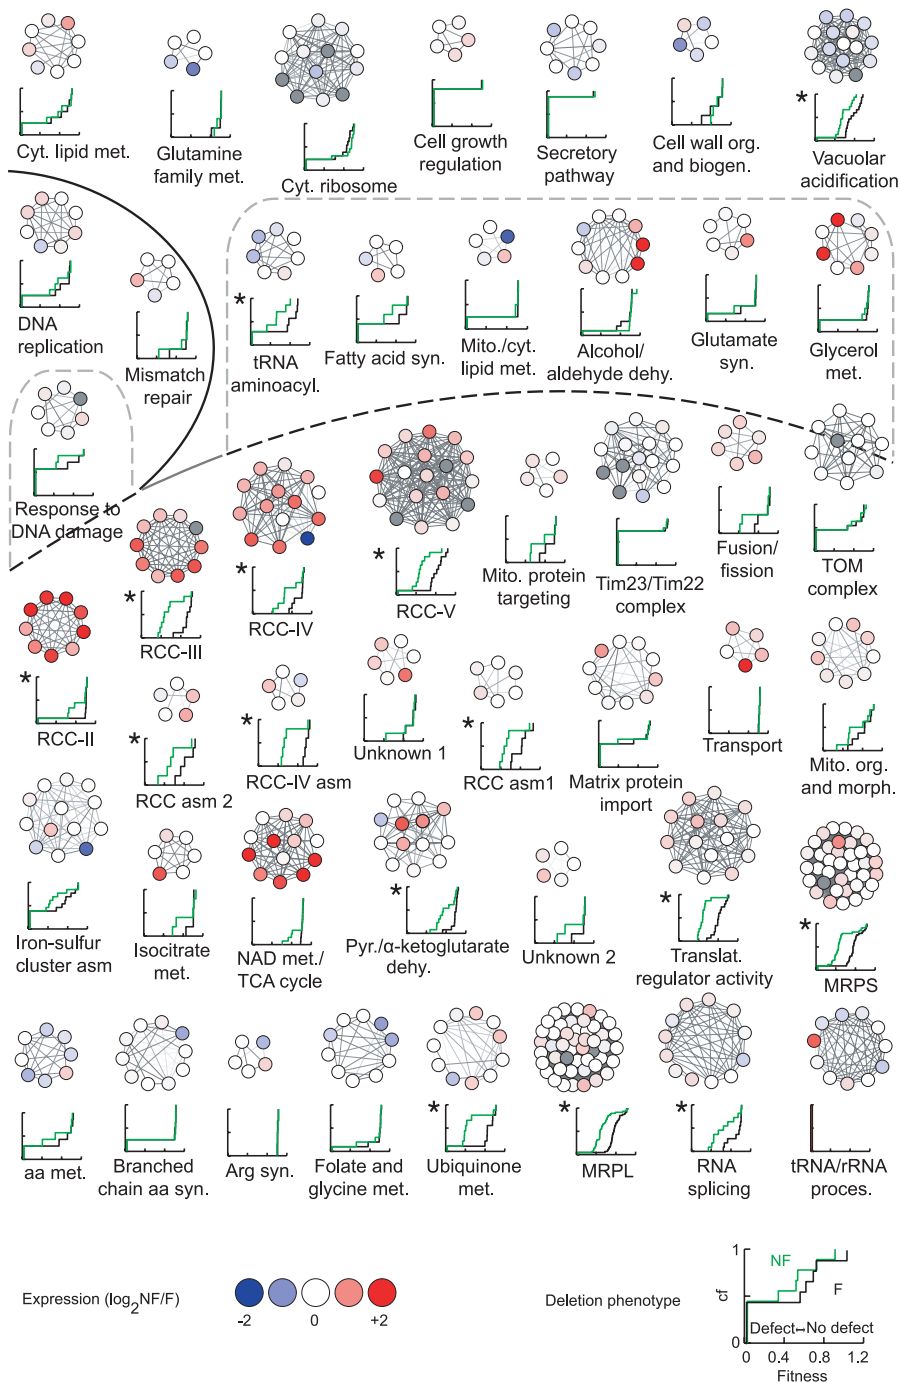 Cyt. lipid met.
Glutamine
family met.
Cyt. ribosome
Cell growth
regulation
Secretory
pathway
Cell wall org.
and biogen.
*
Vacuolar
acidification
DNA
replication
Mismatch
repair
*
tRNA
aminoacyl.
Fatty acid syn.
Mito./cyt.
lipid met.
Alcohol/
aldehyde dehy.
Glutamate
syn.
Glycerol
met.
Response to
DNA damage
*
RCC-III
*
RCC-IV
*
RCC-V
Mito. protein
targeting
Tim23/Tim22
complex
Fusion/
fission
TOM
complex
*
RCC-II
*
RCC asm 2
*
RCC-IV asm
Unknown 1
*
RCC asm1
Matrix protein
import
Transport
Mito. org.
and morph.
Iron-sulfur
cluster asm
Isocitrate
met.
NAD met./
TCA cycle
*
Pyr./α-ketoglutarate
dehy.
Unknown 2
*
Translat.
regulator activity
*
MRPS
aa met.
Branched
chain aa syn.
Arg syn.
Folate and
glycine met.
*
Ubiquinone
met.
*
MRPL
*
RNA
splicing
tRNA/rRNA
proces.
Expression (log2NF/F)
-2 0 +2
Deletion phenotype
1
cf
0
NF
F
Defect↔No defect
0 0.4 0.8 1.2
Fitness